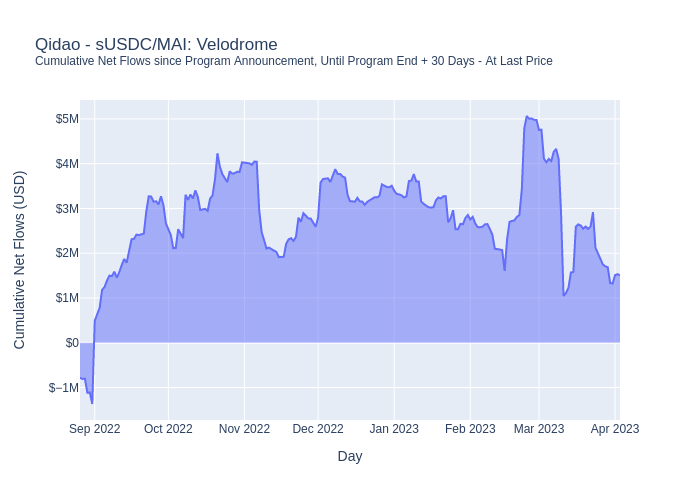 Qidao - sUSDC/MAI: Velodrome
Cumulative Net Flows since Program Announcement, Until Program End + 30 Days - At Last Price
Cumulative Net Flows (USD)
$5M
$4M
$3M
$2M
$1M
$0
$−1M
Sep 2022 Oct 2022 Nov 2022 Dec 2022 Jan 2023 Feb 2023 Mar 2023 Apr 2023
Day